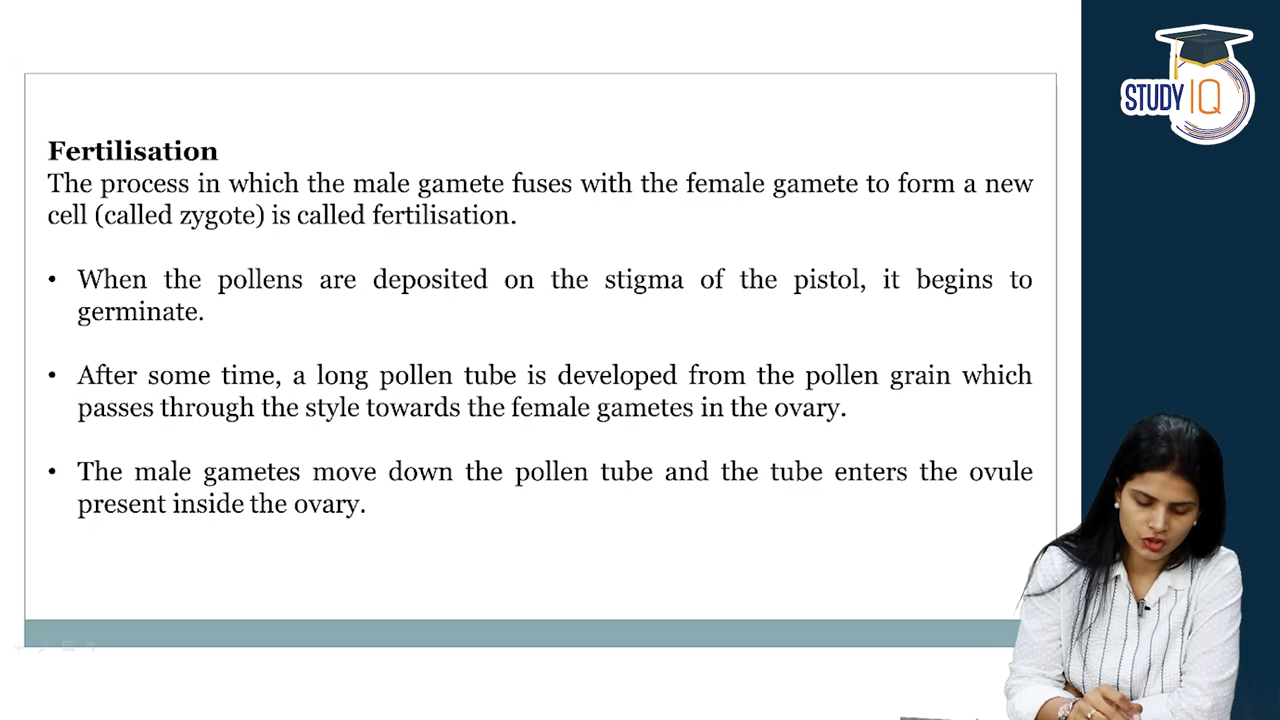 STUDY IQ
Fertilisation
The process in which the male gamete fuses with the female gamete to form a new
cell (called zygote) is called fertilisation.
• When the pollens are deposited on the stigma of the pistol, it begins to
germinate.
• After some time, a long pollen tube is developed from the pollen grain which
passes through the style towards the female gametes in the ovary.
• The male gametes move down the pollen tube and the tube enters the ovule
present inside the ovary.